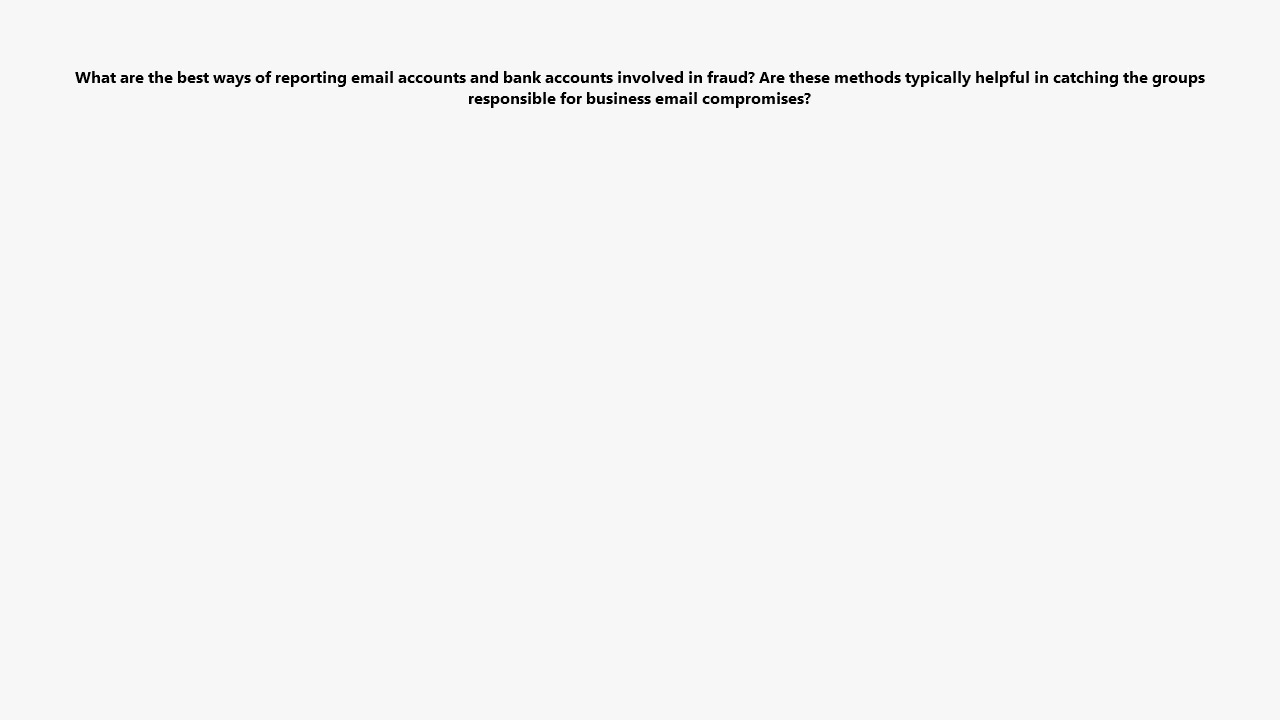 What are the best ways of reporting email accounts and bank accounts involved in fraud? Are these methods typically helpful in catching the groups
responsible for business email compromises?